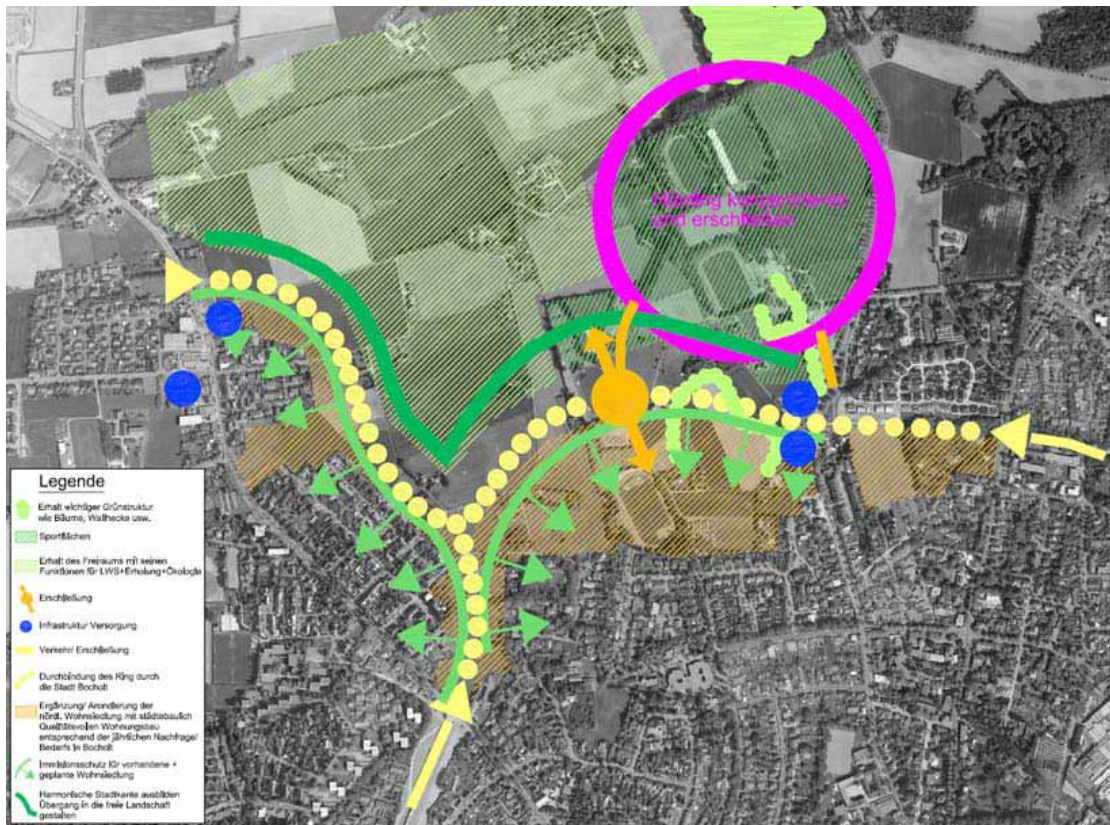 Hünting konzentrieren
und erschließen
Legende
Erhalt wichtiger Grünstruktur
wie Bäume, Wallhecke usw.
Sportflächen
Erhalt des Freiraums mit seinen
Funktionen für LWS+Erholung+Ökologie
Erschließung
Infrastruktur Versorgung
Verkehr/ Erschließung
Durchbindung des Ring durch
die Stadt Bocholt
Ergänzung/ Arrondierung der
nördl. Wohnsiedlung mit städtebaulich
Qualitätsvollen Wohnungsbau
entsprechend der jährlichen Nachfrage/
Bedarfs in Bocholt
Immisionsschutz für vorhandene +
geplante Wohnsiedlung
Harmonische Stadtkante ausbilden
Übergang in die freie Landschaft
gestalten